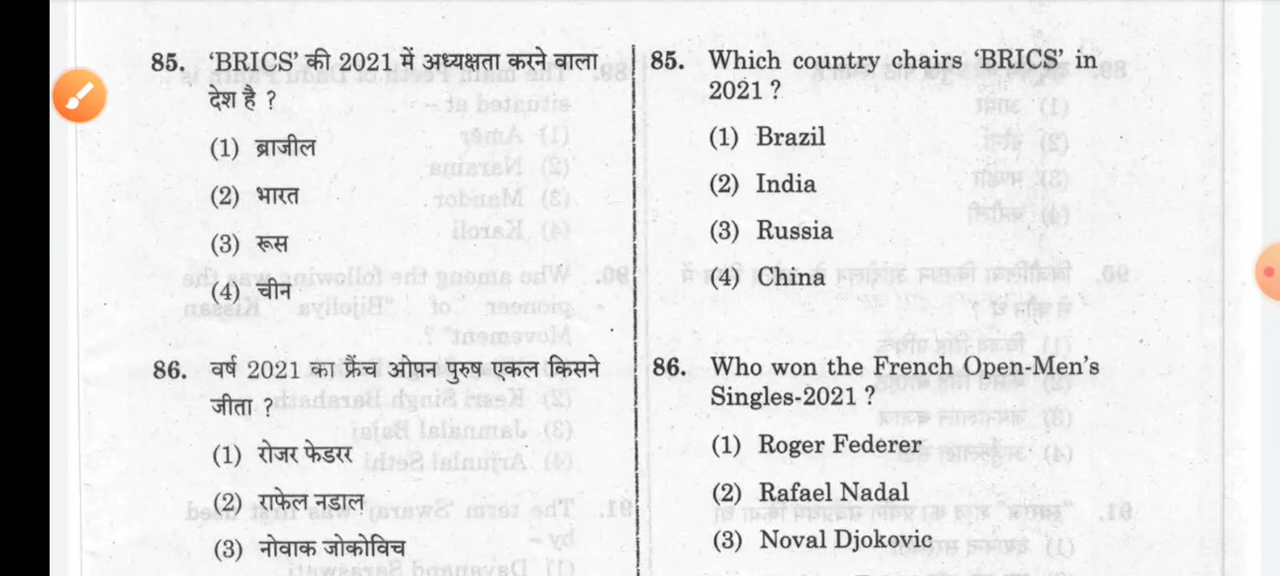 85. 'BRICS' की 2021 में अध्यक्षता करने वाला
देश है ?
(1) ब्राजील
(2) भारत
(3) रूस
(4) चीन
86. वर्ष 2021 का फ्रैंच ओपन पुरुष एकल किसने
जीता ?
(1) रोजर फेडरर
(2) राफेल नडाल
(3) नोवाक जोकोविच
85. Which country chairs 'BRICS' in
2021 ?
(1) Brazil
(2) India
(3) Russia
(4) China
86. Who won the French Open-Men's
Singles-2021 ?
(1) Roger Federer
(2) Rafael Nadal
(3) Noval Djokovic